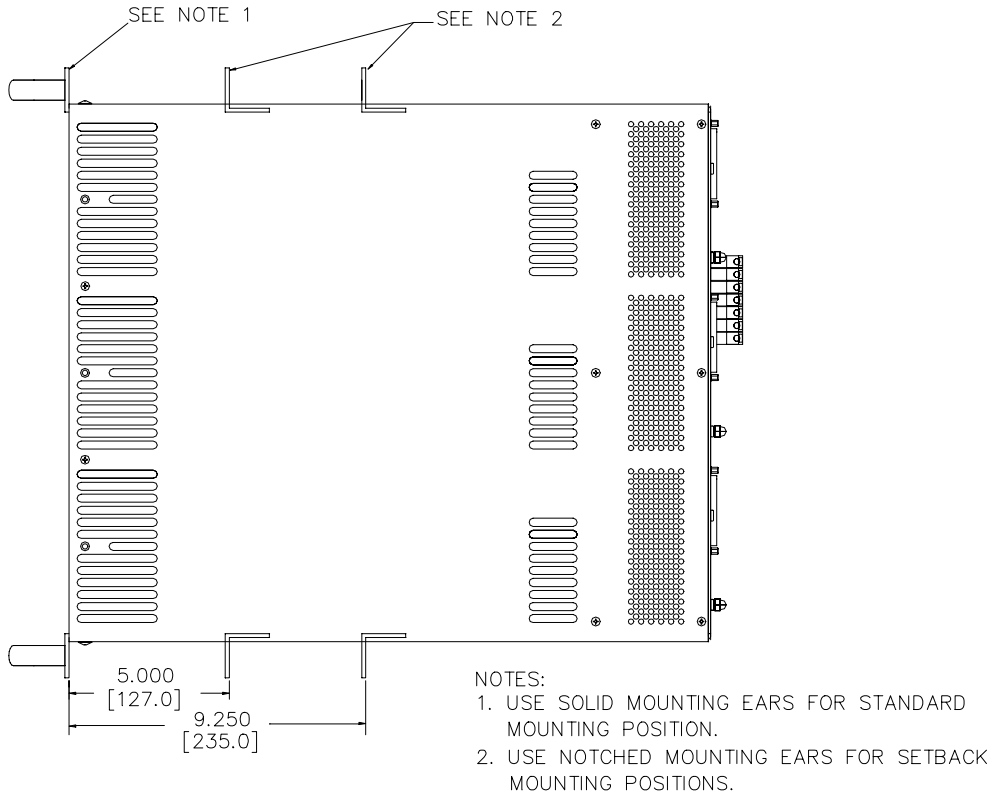 SEE NOTE 1
SEE NOTE 2
5.000
[127.0]
9.250
[235.0]
NOTES:
1. USE SOLID MOUNTING EARS FOR STANDARD
MOUNTING POSITION.
2. USE NOTCHED MOUNTING EARS FOR SETBACK
MOUNTING POSITIONS.